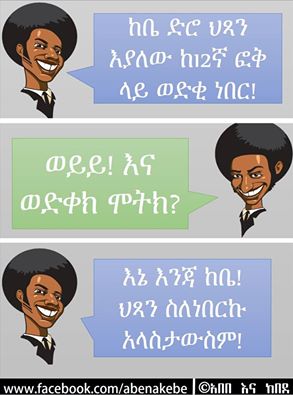 ከቤ ድሮ ህጻን
እያለው ከ12ኛ ፎቅ
ላይ ወድቂ ነበር!
ወይይ! እና
ወድቀክ ሞትክ?
እኔ እንጃ ከቤ!
ህጻን ስለነበርኩ
አላስታውስም!
www.facebook.com/abenakebe | ©አበበ እና ከበደ